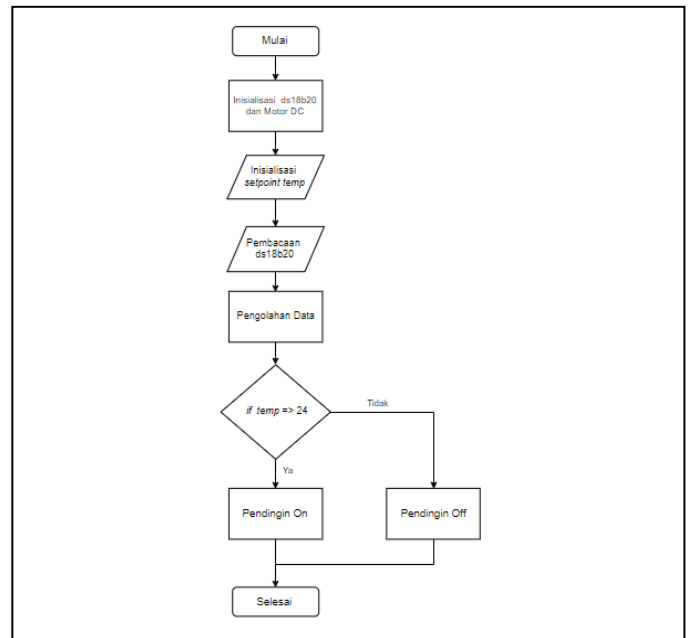 Mulai
Inisialisasi ds18b20
dan Motor DC
Inisialisasi
setpoint temp
Pembacaan
ds18b20
Pengolahan Data
if temp => 24
Tidak
Ya
Pendingin On
Pendingin Off
Selesai